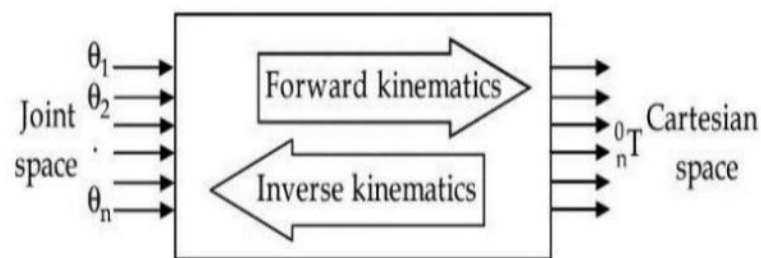 θ1
θ2
Joint
space
.
θn
Forward kinematics
Inverse kinematics
0nT Cartesian
space